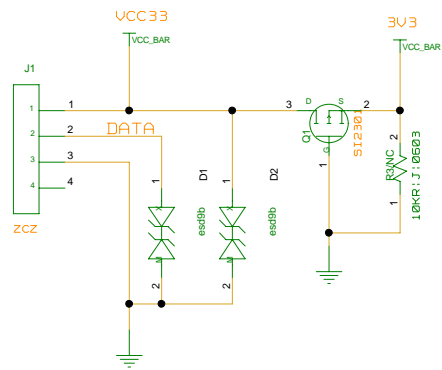 VCC33
3V3
VCC_BAR
VCC_BAR
J1
1 1
2 2
3 3
4 4
DATA
ZCZ
3 D S 2
G
1
Q1
SI2301
2
R3/NC
1
10KR:J:0603
1
D1
esd9b
2
1
D2
esd9b
2